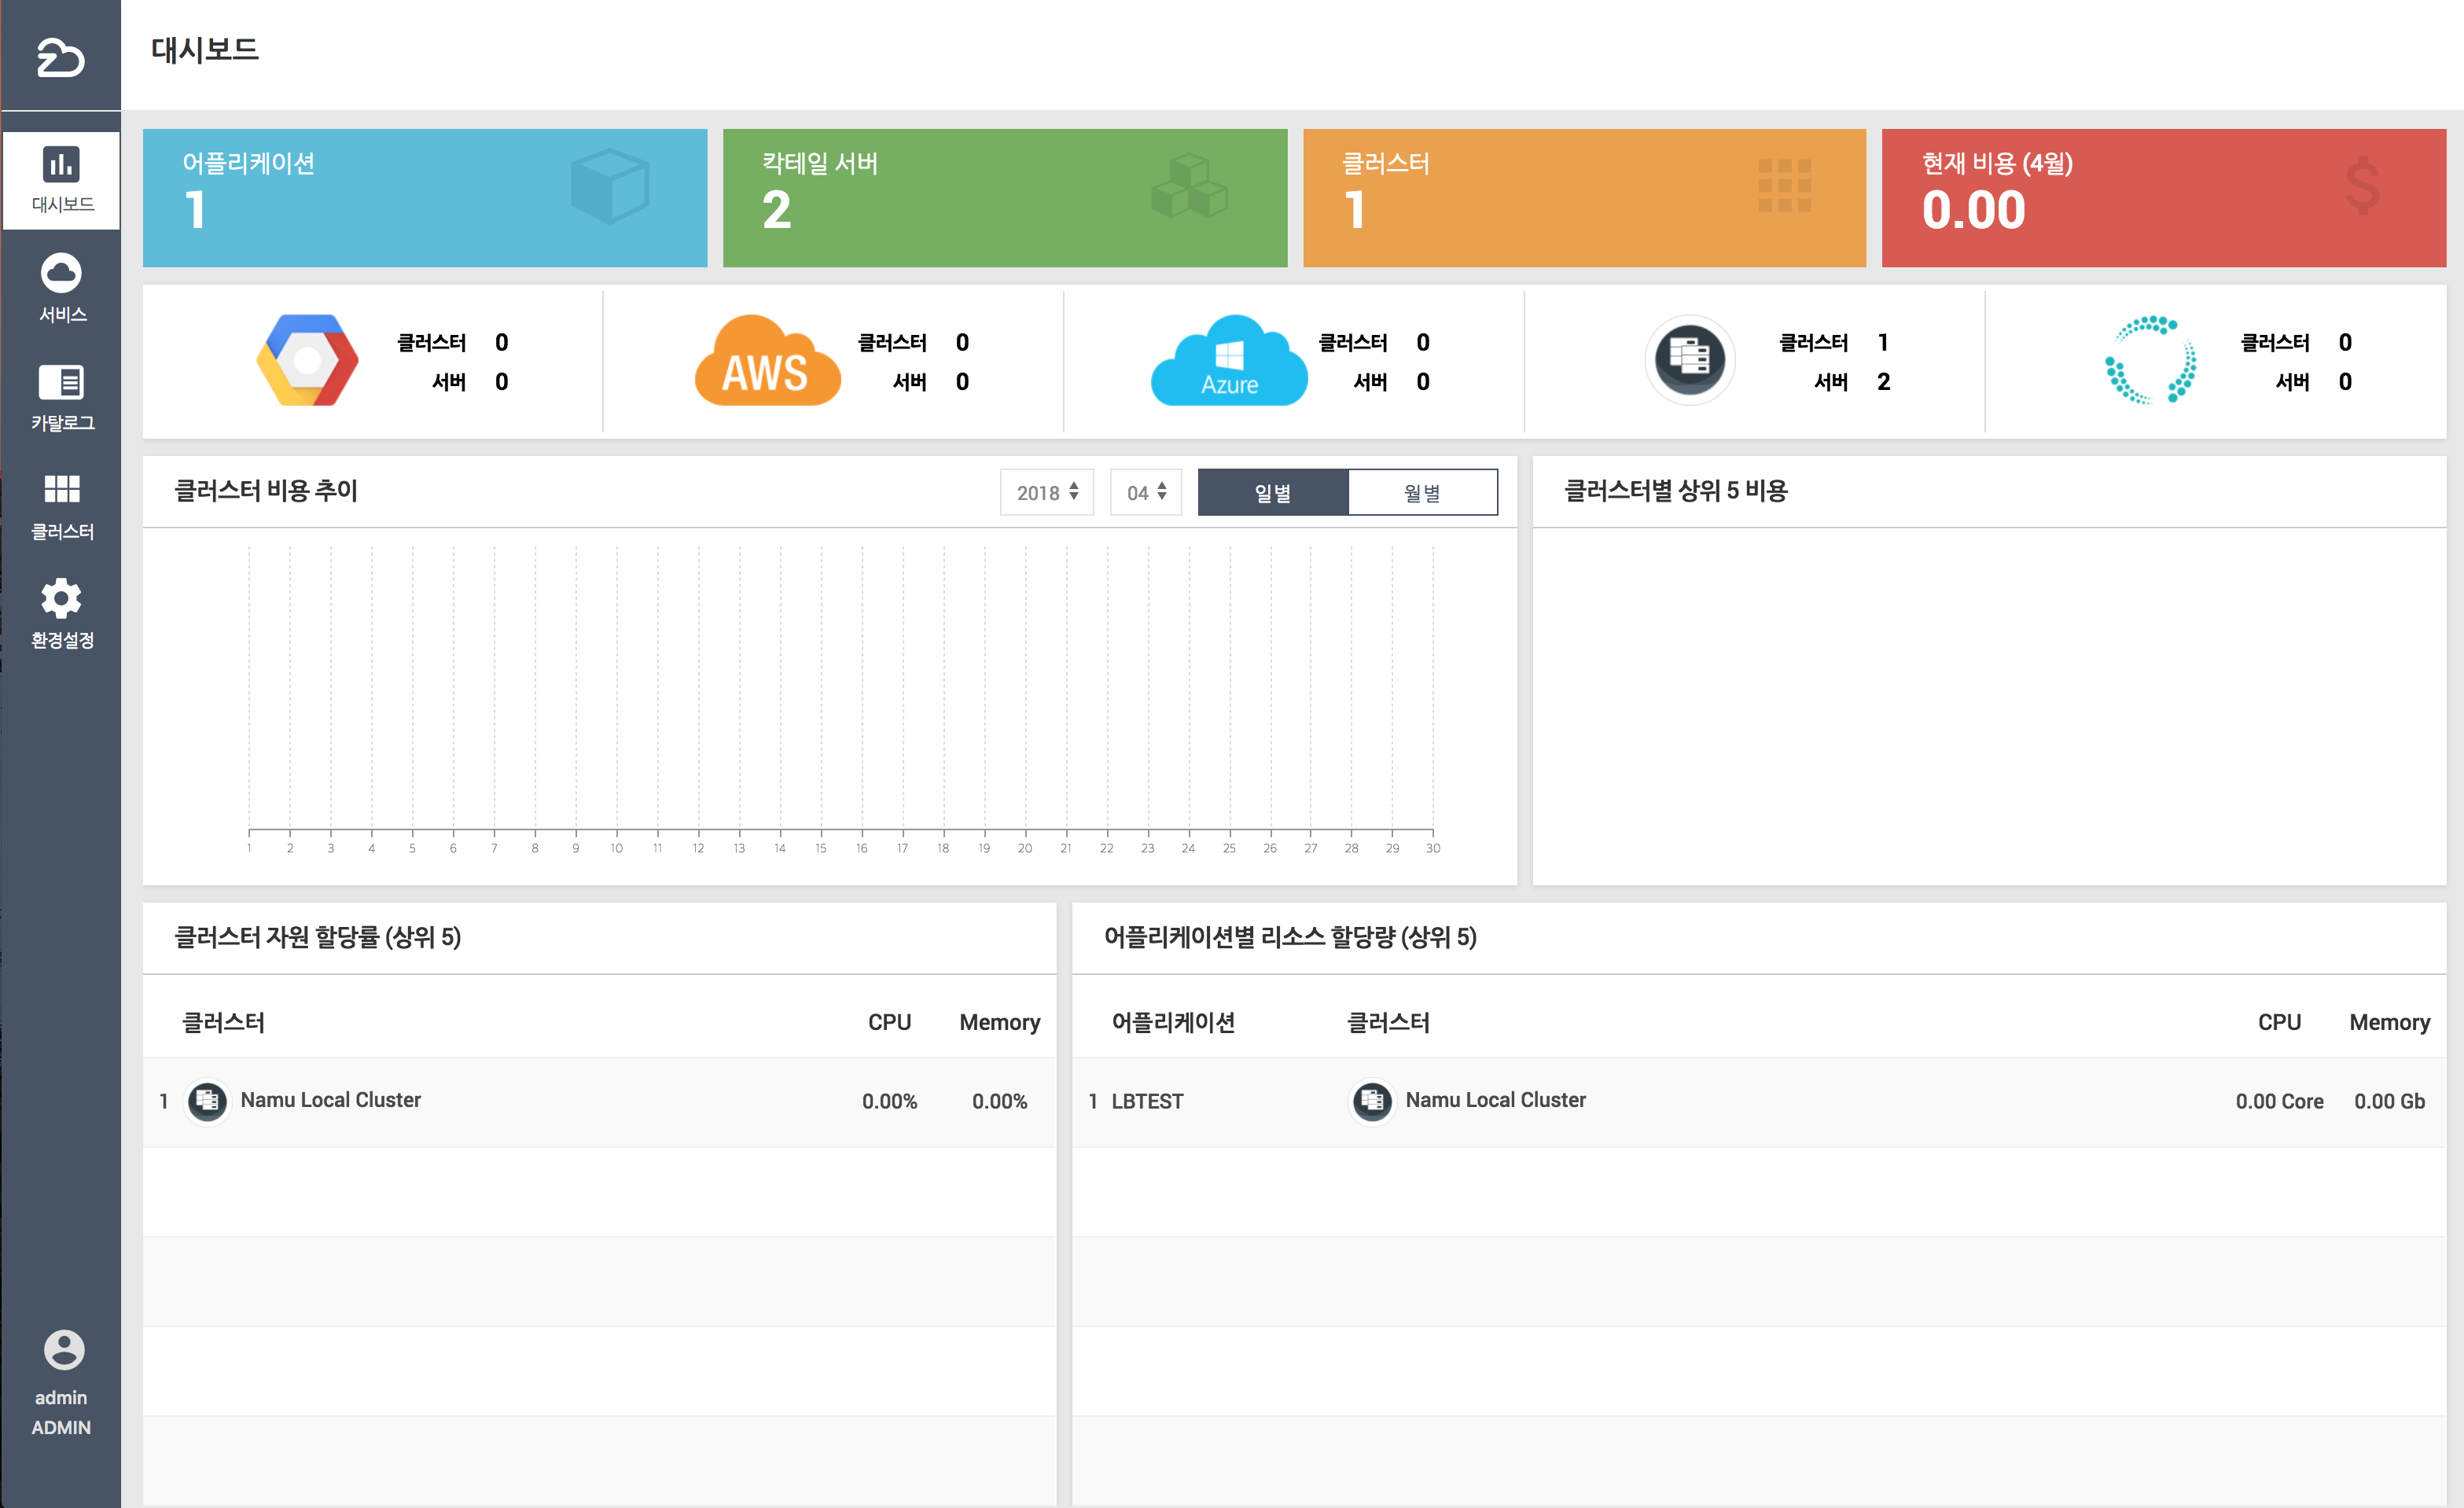 대시보드
대시보드
서비스
카탈로그
클러스터
환경설정
admin
ADMIN
어플리케이션
1
칵테일 서버
2
클러스터
1
현재 비용 (4월)
0.00
클러스터 0
서버 0
AWS
클러스터 0
서버 0
Azure
클러스터 0
서버 0
클러스터 1
서버 2
클러스터 0
서버 0
클러스터 비용 추이
2018 04 일별 월별
1 2 3 4 5 6 7 8 9 10 11 12 13 14 15 16 17 18 19 20 21 22 23 24 25 26 27 28 29 30
클러스터별 상위 5 비용
클러스터 자원 할당률 (상위 5)
클러스터 CPU Memory
1 Namu Local Cluster 0.00% 0.00%
어플리케이션별 리소스 할당량 (상위 5)
어플리케이션 클러스터 CPU Memory
1 LBTEST Namu Local Cluster 0.00 Core 0.00 Gb